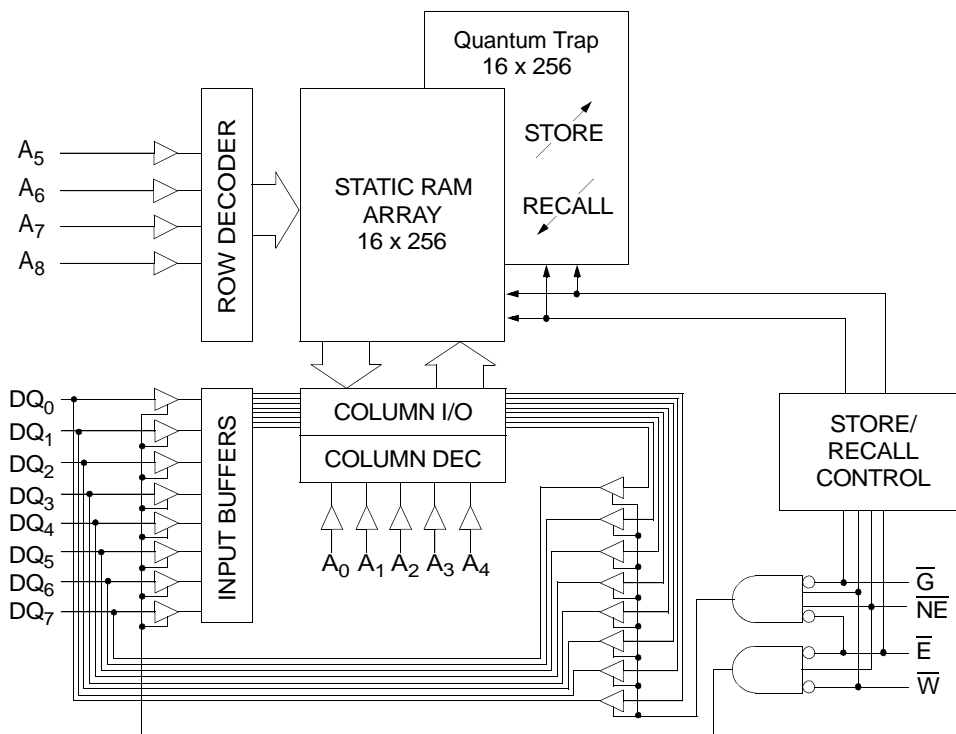 Quantum Trap
16 x 256
STORE
RECALL
STATIC RAM
ARRAY
16 x 256
ROW DECODER
A5
A6
A7
A8
DQ0
DQ1
DQ2
DQ3
DQ4
DQ5
DQ6
DQ7
INPUT BUFFERS
COLUMN I/O
COLUMN DEC
A0 A1 A2 A3 A4
STORE/
RECALL
CONTROL
G̅
N̅E̅
E̅
W̅